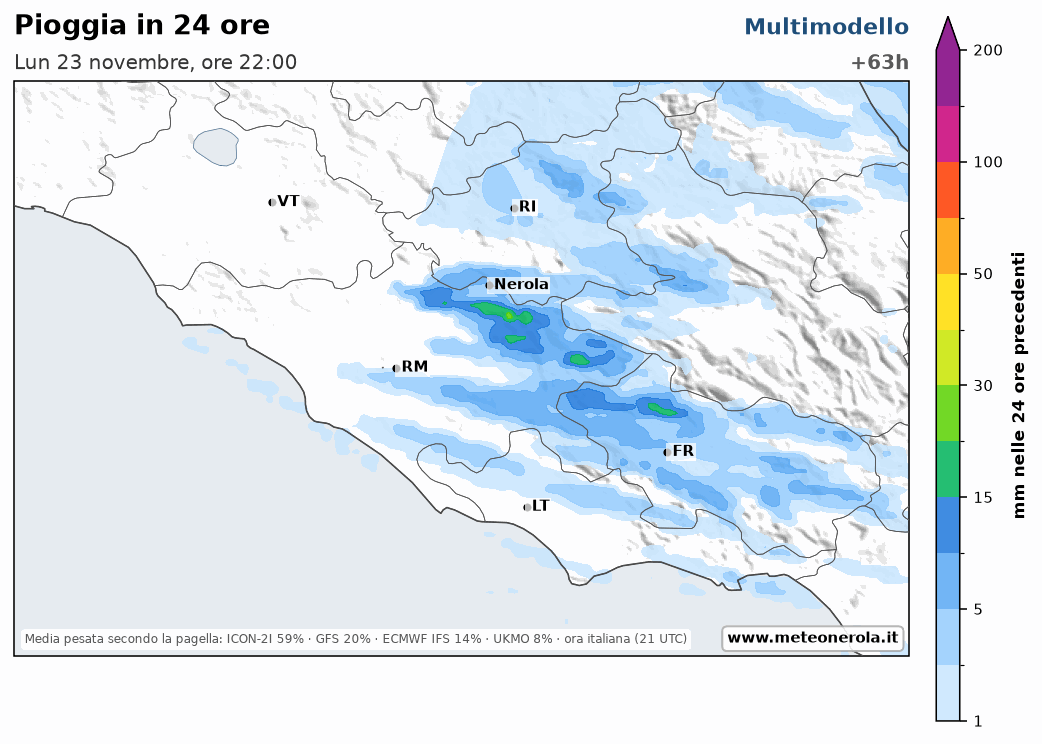 Pioggia in 24 ore
Multimodello
Lun 23 novembre, ore 22:00
+63h
200
100
50
30
15
5
1
mm nelle 24 ore precedenti
VT
RI
Nerola
RM
FR
LT
Media pesata secondo la pagella: ICON-2I 59% · GFS 20% · ECMWF IFS 14% · UKMO 8% · ora italiana (21 UTC)
www.meteonerola.it